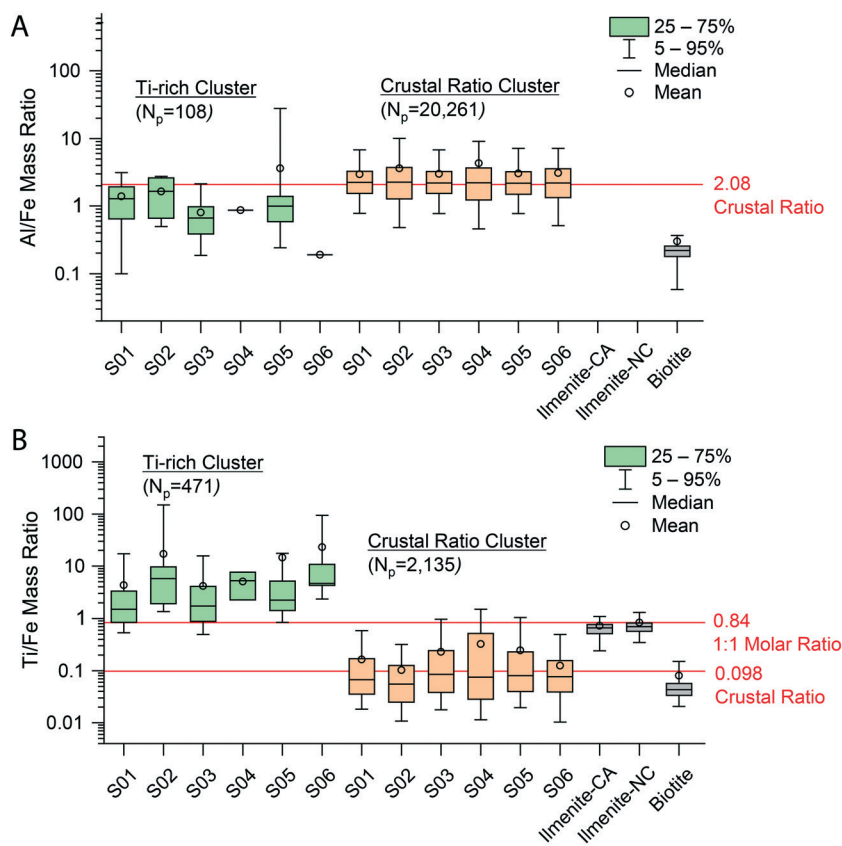 A
25 – 75%
5 – 95%
Median
Mean
Ti-rich Cluster
(Np=108)
Crustal Ratio Cluster
(Np=20,261)
Al/Fe Mass Ratio
100
10
1
0.1
2.08
Crustal Ratio
S01 S02 S03 S04 S05 S06 S01 S02 S03 S04 S05 S06 Ilmenite-CA Ilmenite-NC Biotite
B
25 – 75%
5 – 95%
Median
Mean
Ti-rich Cluster
(Np=471)
Crustal Ratio Cluster
(Np=2,135)
Ti/Fe Mass Ratio
1000
100
10
1
0.1
0.01
0.84
1:1 Molar Ratio
0.098
Crustal Ratio
S01 S02 S03 S04 S05 S06 S01 S02 S03 S04 S05 S06 Ilmenite-CA Ilmenite-NC Biotite